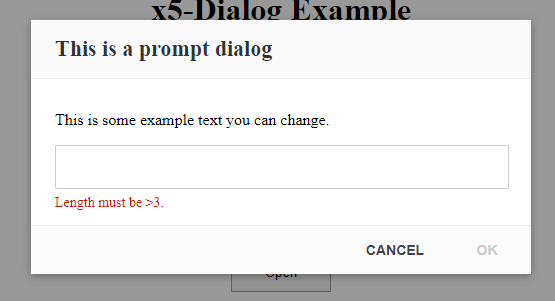 x5-Dialog Example
This is a prompt dialog
This is some example text you can change.
Length must be >3.
CANCEL OK
Open